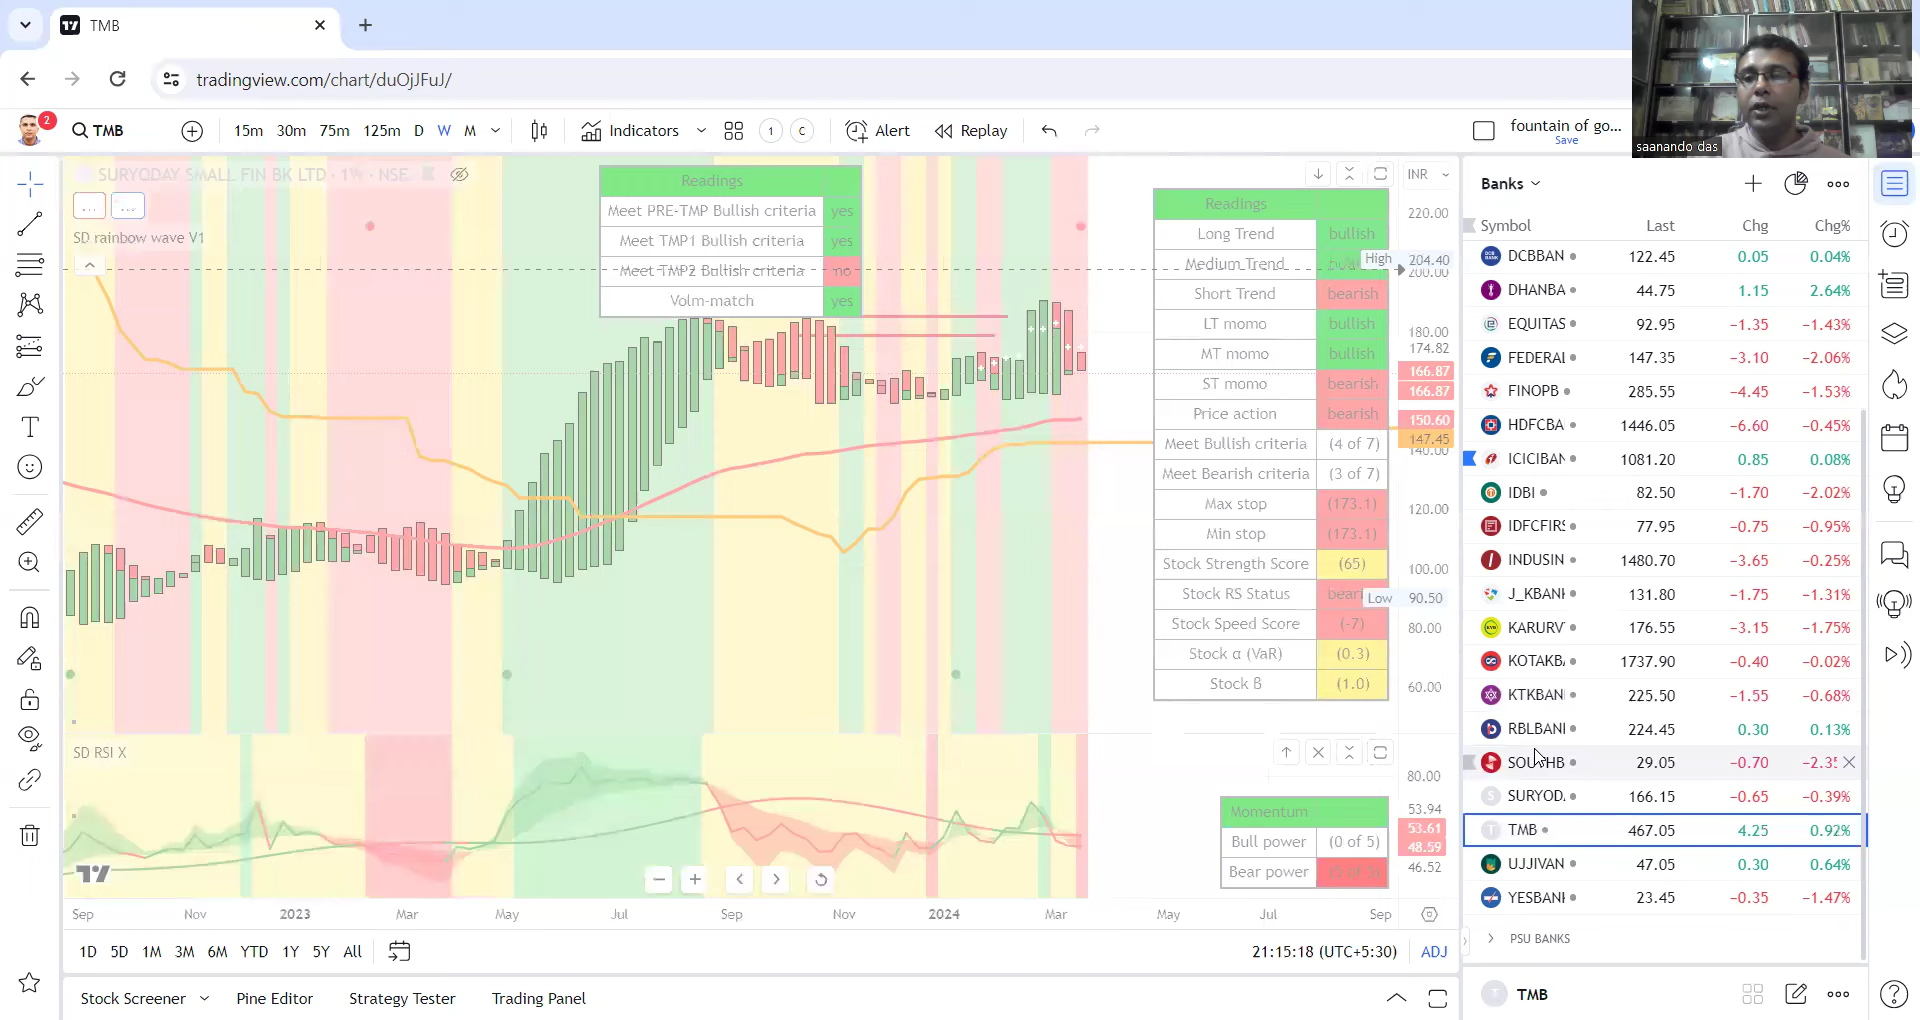 TMB
tradingview.com/chart/duOjJFuJ/
2
TMB
15m 30m 75m 125m D W M
Indicators
1 C
Alert
Replay
fountain of go...
Save
saanando das
SURYODAY SMALL FIN BK LTD · 1W · NSE
... ...
SD rainbow wave V1
Readings
Meet PRE-TMP Bullish criteria yes
Meet TMP1 Bullish criteria yes
Meet TMP2 Bullish criteria no
Volm-match yes
Readings
Long Trend bullish
Medium Trend
Short Trend bearish
LT momo bullish
MT momo bullish
ST momo bearish
Price action bearish
Meet Bullish criteria (4 of 7)
Meet Bearish criteria (3 of 7)
Max stop (173.1)
Min stop (173.1)
Stock Strength Score (65)
Stock RS Status
Stock Speed Score (-7)
Stock α (VaR) (0.3)
Stock ß (1.0)
INR
220.00
High 204.40
200.00
180.00
174.82
166.87
166.87
150.60
147.45
140.00
120.00
100.00
Low 90.50
80.00
60.00
SD RSI X
80.00
53.94
53.61
48.59
46.52
Momentum
Bull power (0 of 5)
Bear power
Sep Nov 2023 Mar May Jul Sep Nov 2024 Mar May Jul Sep
1D 5D 1M 3M 6M YTD 1Y 5Y All
21:15:18 (UTC+5:30) ADJ
Stock Screener Pine Editor Strategy Tester Trading Panel
Banks
Symbol Last Chg Chg%
DCBBAN 122.45 0.05 0.04%
DHANBA 44.75 1.15 2.64%
EQUITAS 92.95 −1.35 −1.43%
FEDERAL 147.35 −3.10 −2.06%
FINOPB 285.55 −4.45 −1.53%
HDFCBA 1446.05 −6.60 −0.45%
ICICIBAN 1081.20 0.85 0.08%
IDBI 82.50 −1.70 −2.02%
IDFCFIRS 77.95 −0.75 −0.95%
INDUSIN 1480.70 −3.65 −0.25%
J_KBANK 131.80 −1.75 −1.31%
KARURV 176.55 −3.15 −1.75%
KOTAKBA 1737.90 −0.40 −0.02%
KTKBAN 225.50 −1.55 −0.68%
RBLBANK 224.45 0.30 0.13%
SOUTHB 29.05 −0.70
SURYOD. 166.15 −0.65 −0.39%
TMB 467.05 4.25 0.92%
UJJIVAN 47.05 0.30 0.64%
YESBANK 23.45 −0.35 −1.47%
PSU BANKS
TMB